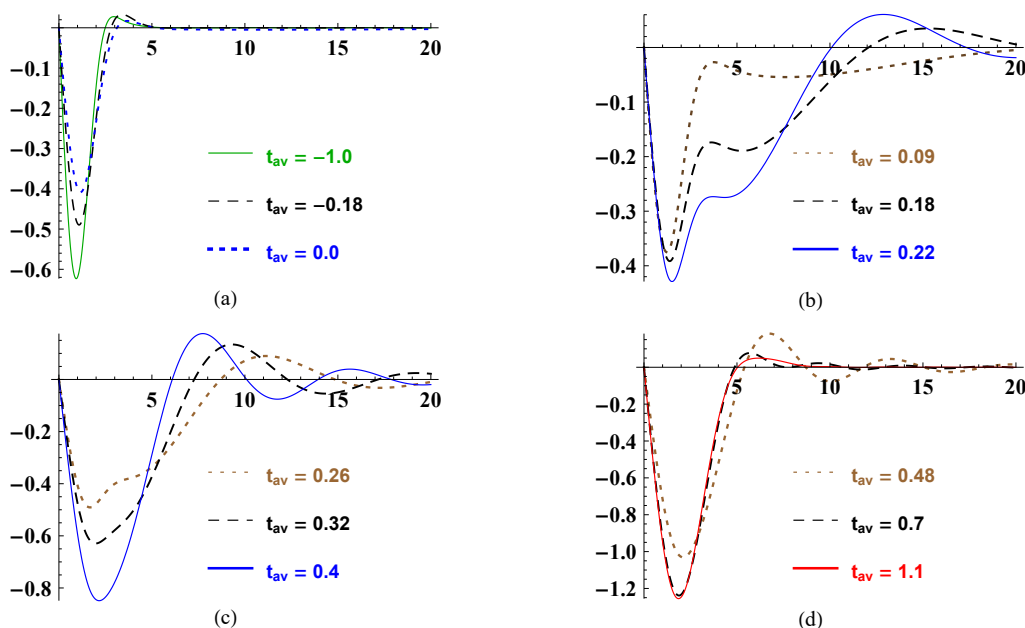 5 10 15 20
−0.1
−0.2
−0.3
−0.4
−0.5
−0.6
t_av = −1.0
t_av = −0.18
t_av = 0.0
(a)
5 10 15 20
−0.1
−0.2
−0.3
−0.4
t_av = 0.09
t_av = 0.18
t_av = 0.22
(b)
5 10 15 20
−0.2
−0.4
−0.6
−0.8
t_av = 0.26
t_av = 0.32
t_av = 0.4
(c)
5 10 15 20
−0.2
−0.4
−0.6
−0.8
−1.0
−1.2
t_av = 0.48
t_av = 0.7
t_av = 1.1
(d)